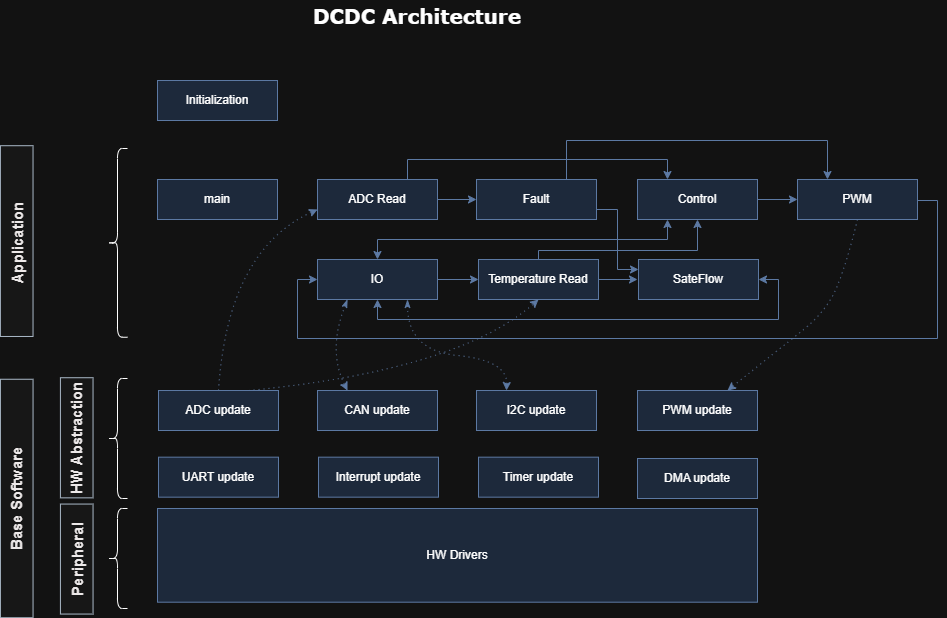 DCDC Architecture
Initialization
Application
main
ADC Read
Fault
Control
PWM
IO
Temperature Read
SateFlow
Base Software
HW Abstraction
ADC update
CAN update
I2C update
PWM update
UART update
Interrupt update
Timer update
DMA update
Peripheral
HW Drivers